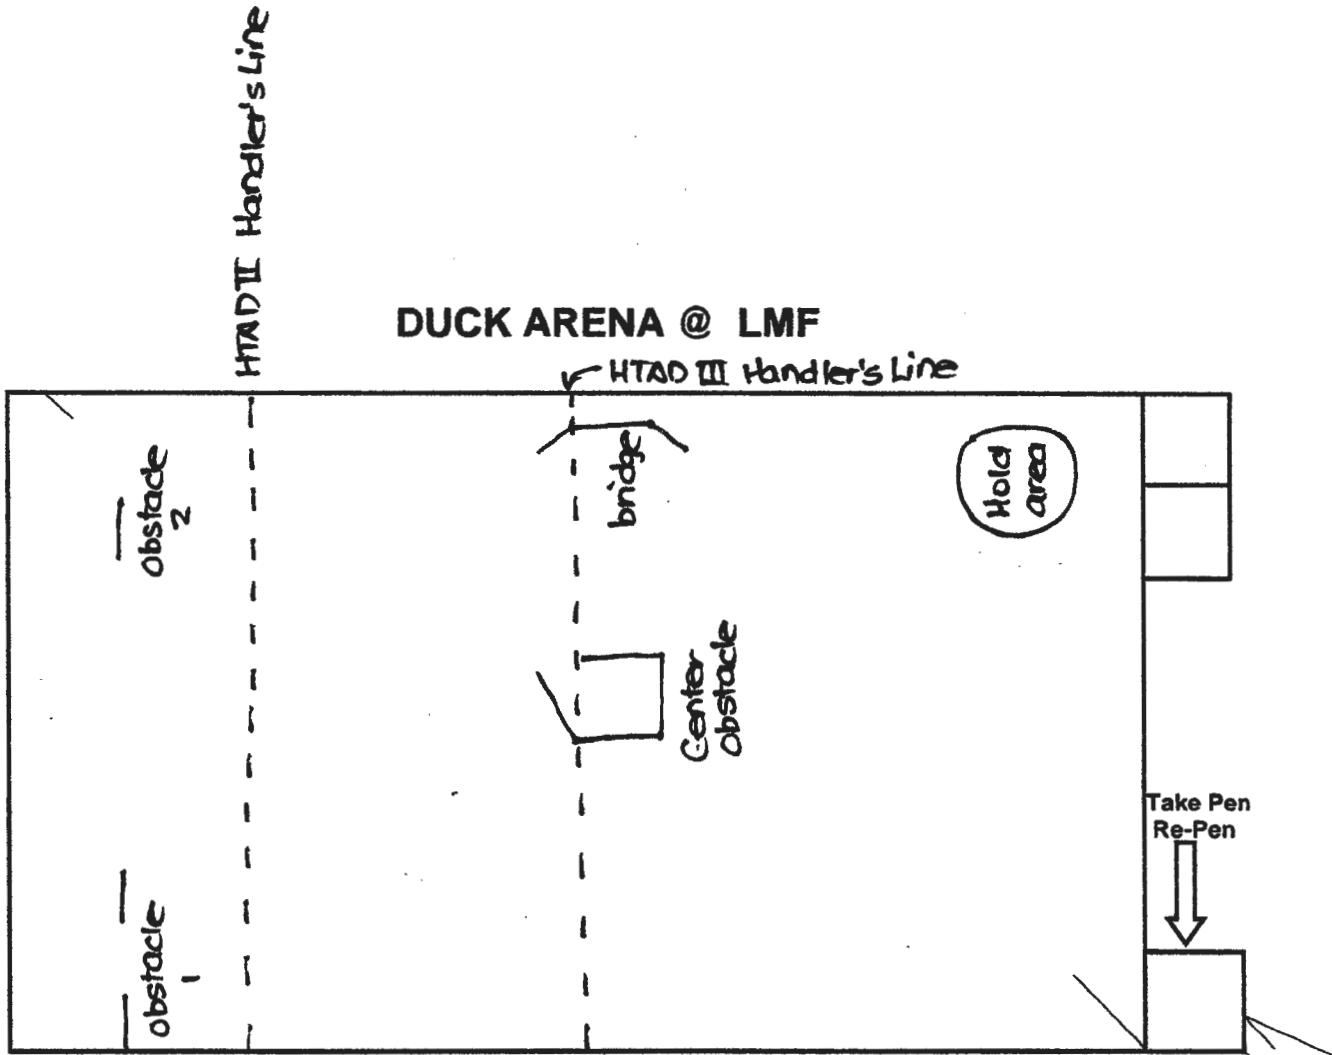 HTAD II Handler's Line
DUCK ARENA @ LMF
HTAD III Handler's Line
obstacle
2
bridge
Hold
area
Center
obstacle
Take Pen
Re-Pen
obstacle
1